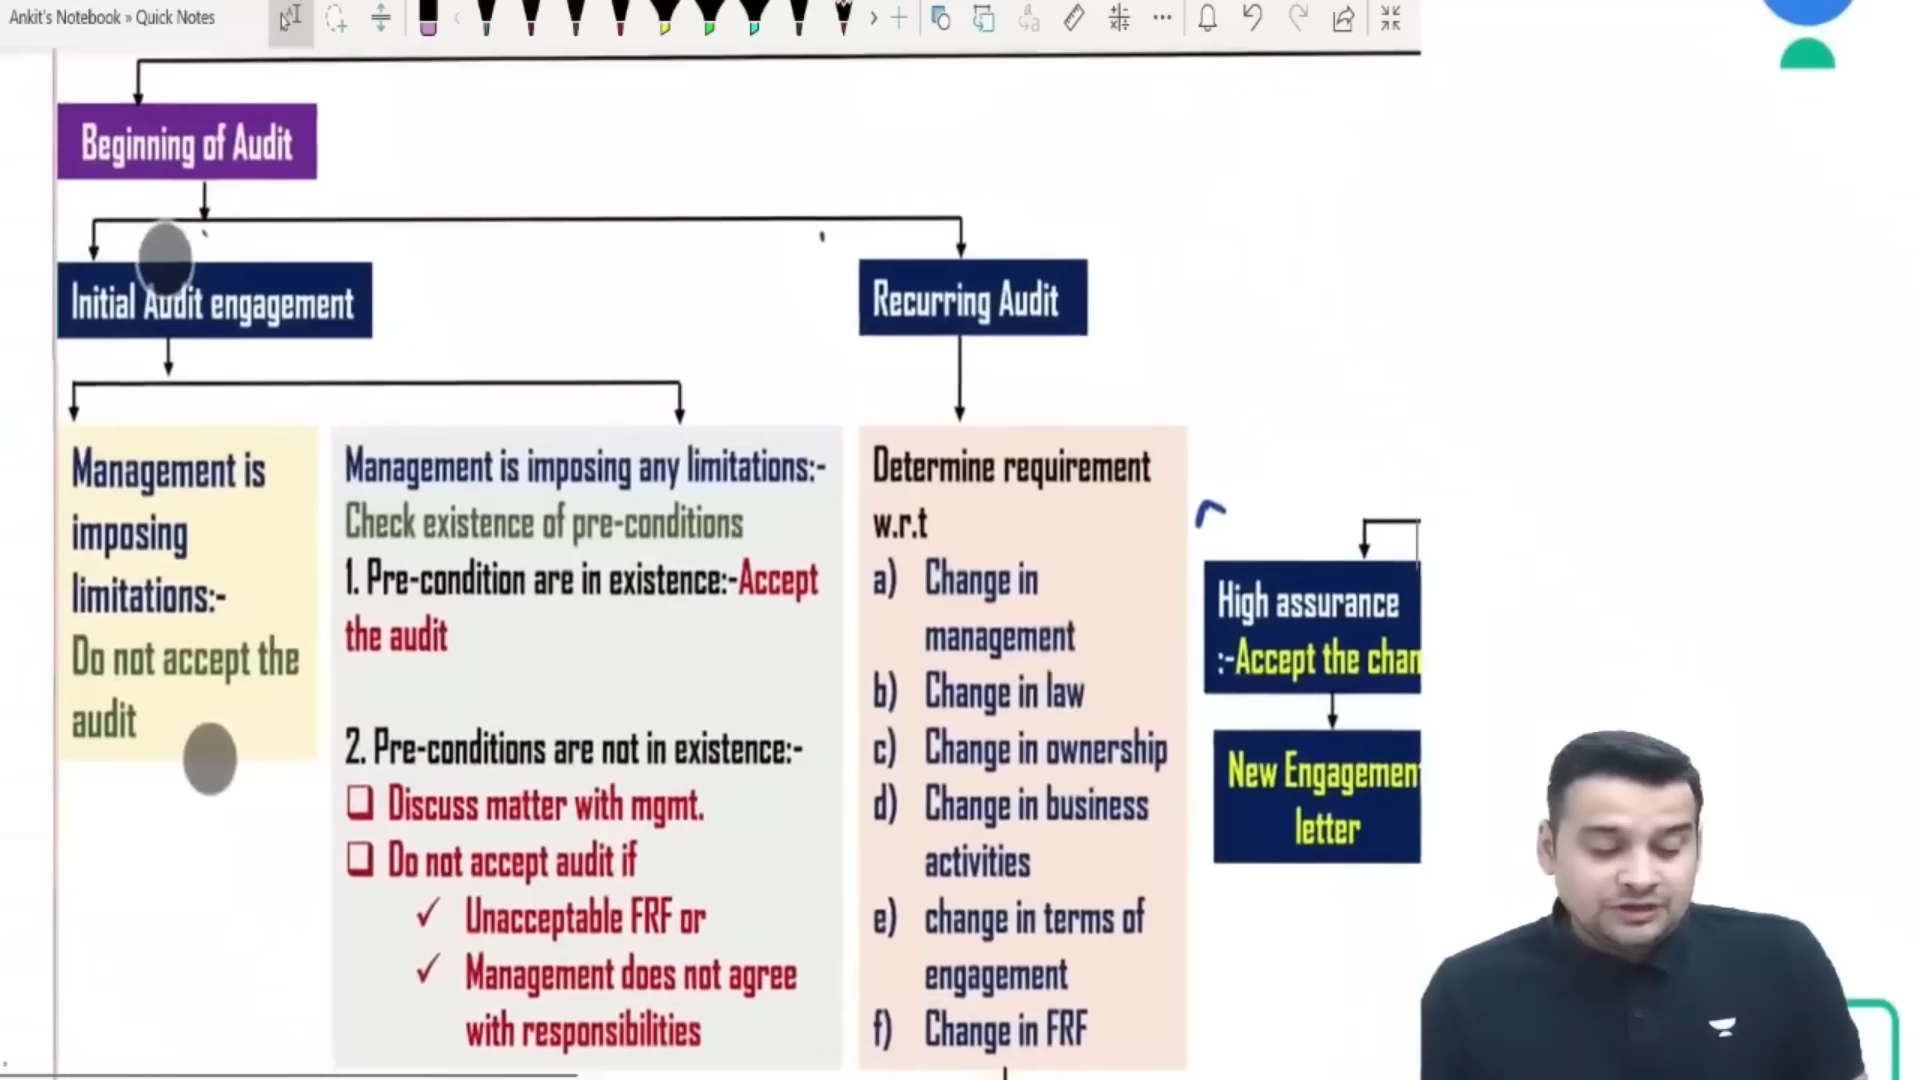 Ankit's Notebook » Quick Notes
Beginning of Audit
Initial Audit engagement
Recurring Audit
Management is
imposing
limitations:-
Do not accept the
audit
Management is imposing any limitations:-
Check existence of pre-conditions
1. Pre-condition are in existence:-Accept
the audit
2. Pre-conditions are not in existence:-
Discuss matter with mgmt.
Do not accept audit if
✓ Unacceptable FRF or
✓ Management does not agree
with responsibilities
Determine requirement
w.r.t
a) Change in
management
b) Change in law
c) Change in ownership
d) Change in business
activities
e) change in terms of
engagement
f) Change in FRF
High assurance
:-Accept the chan
New Engagemen
letter